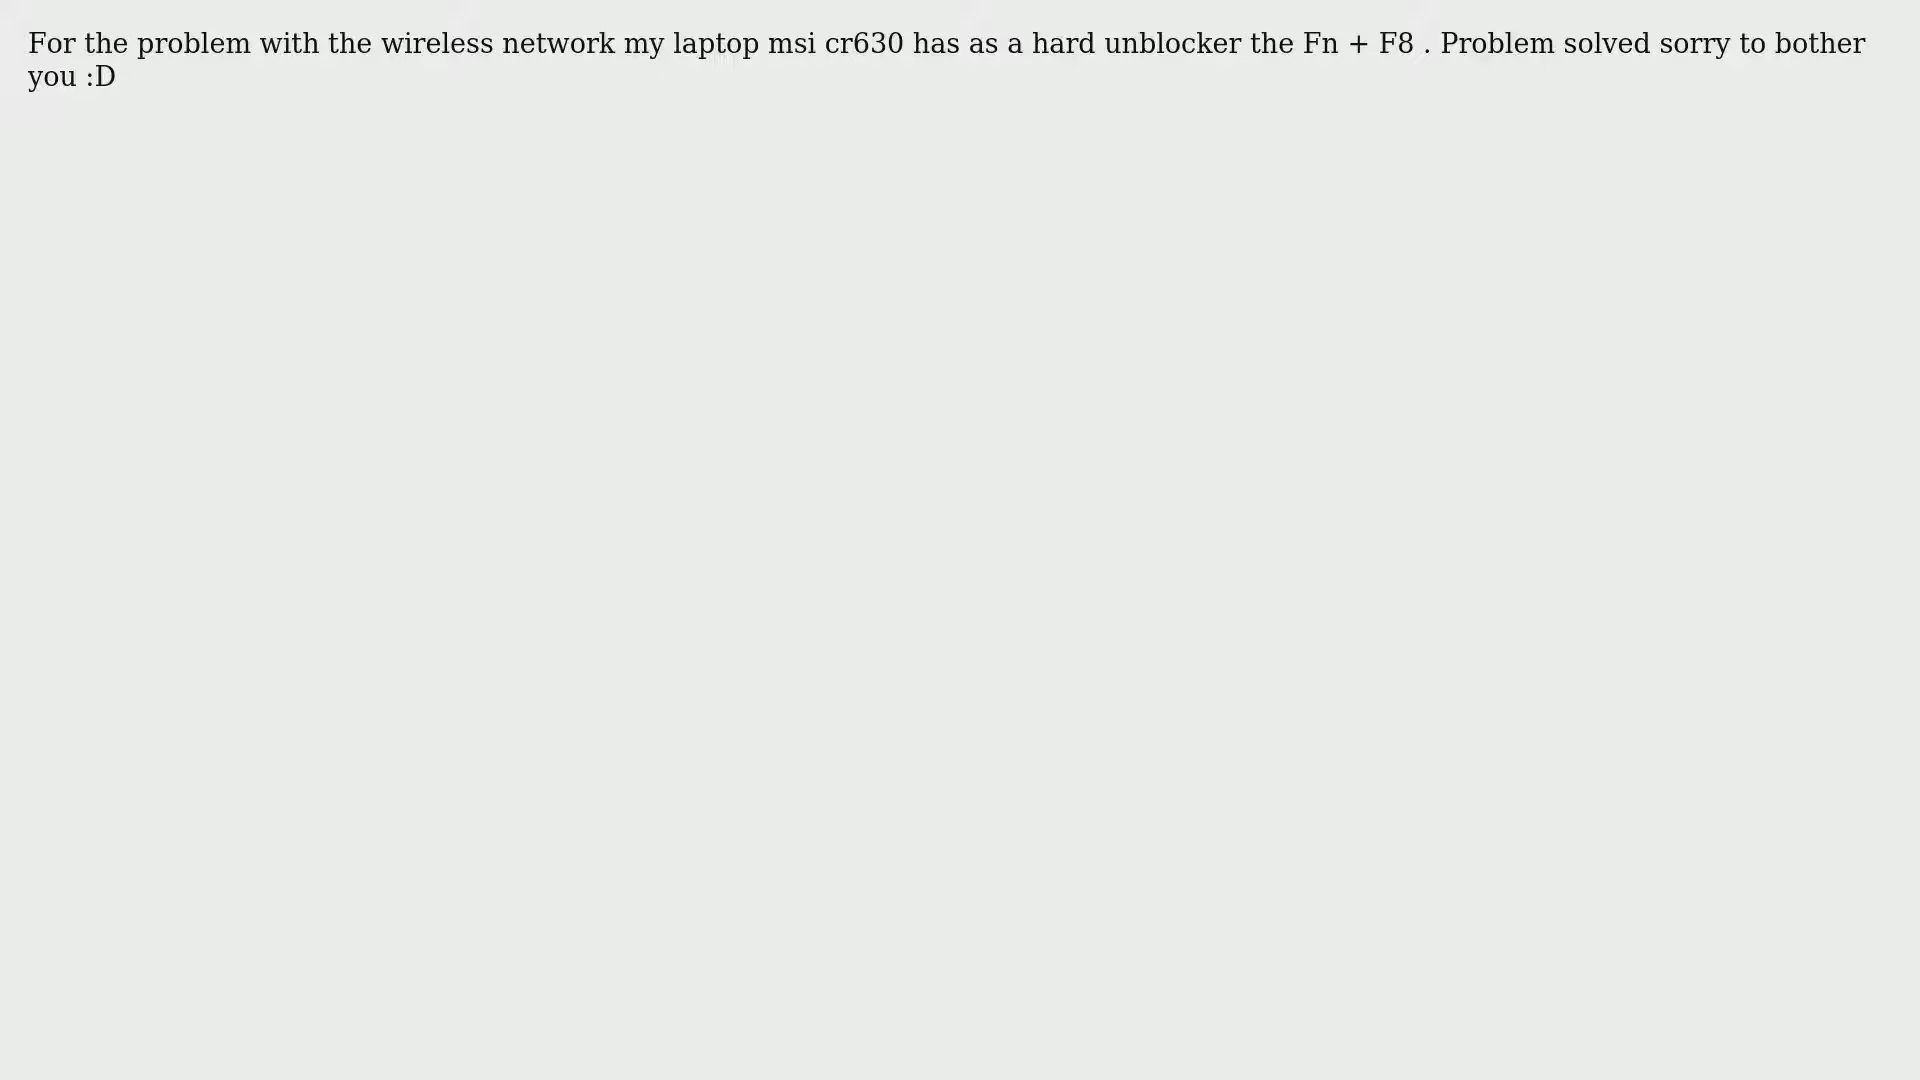 For the problem with the wireless network my laptop msi cr630 has as a hard unblocker the Fn + F8 . Problem solved sorry to bother
you :D